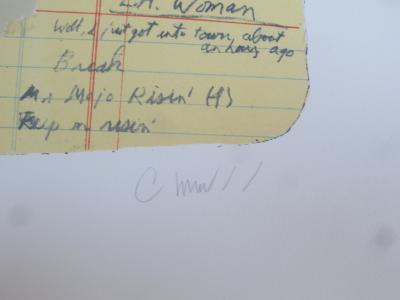 L.A. Woman
Well, I just got into town, about
an hour ago
Break
Mr Mojo Risin' (4)
Keep on risin'